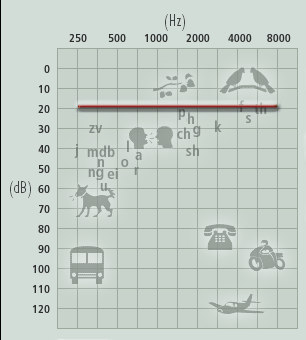 (Hz)
250 500 1000 2000 4000 8000
0
10
20
f s th
p h g
zv
30
ch k
40
j mdb l a sh
n o
50
ng ei r
(dB)
60
u
70
80
90
100
110
120